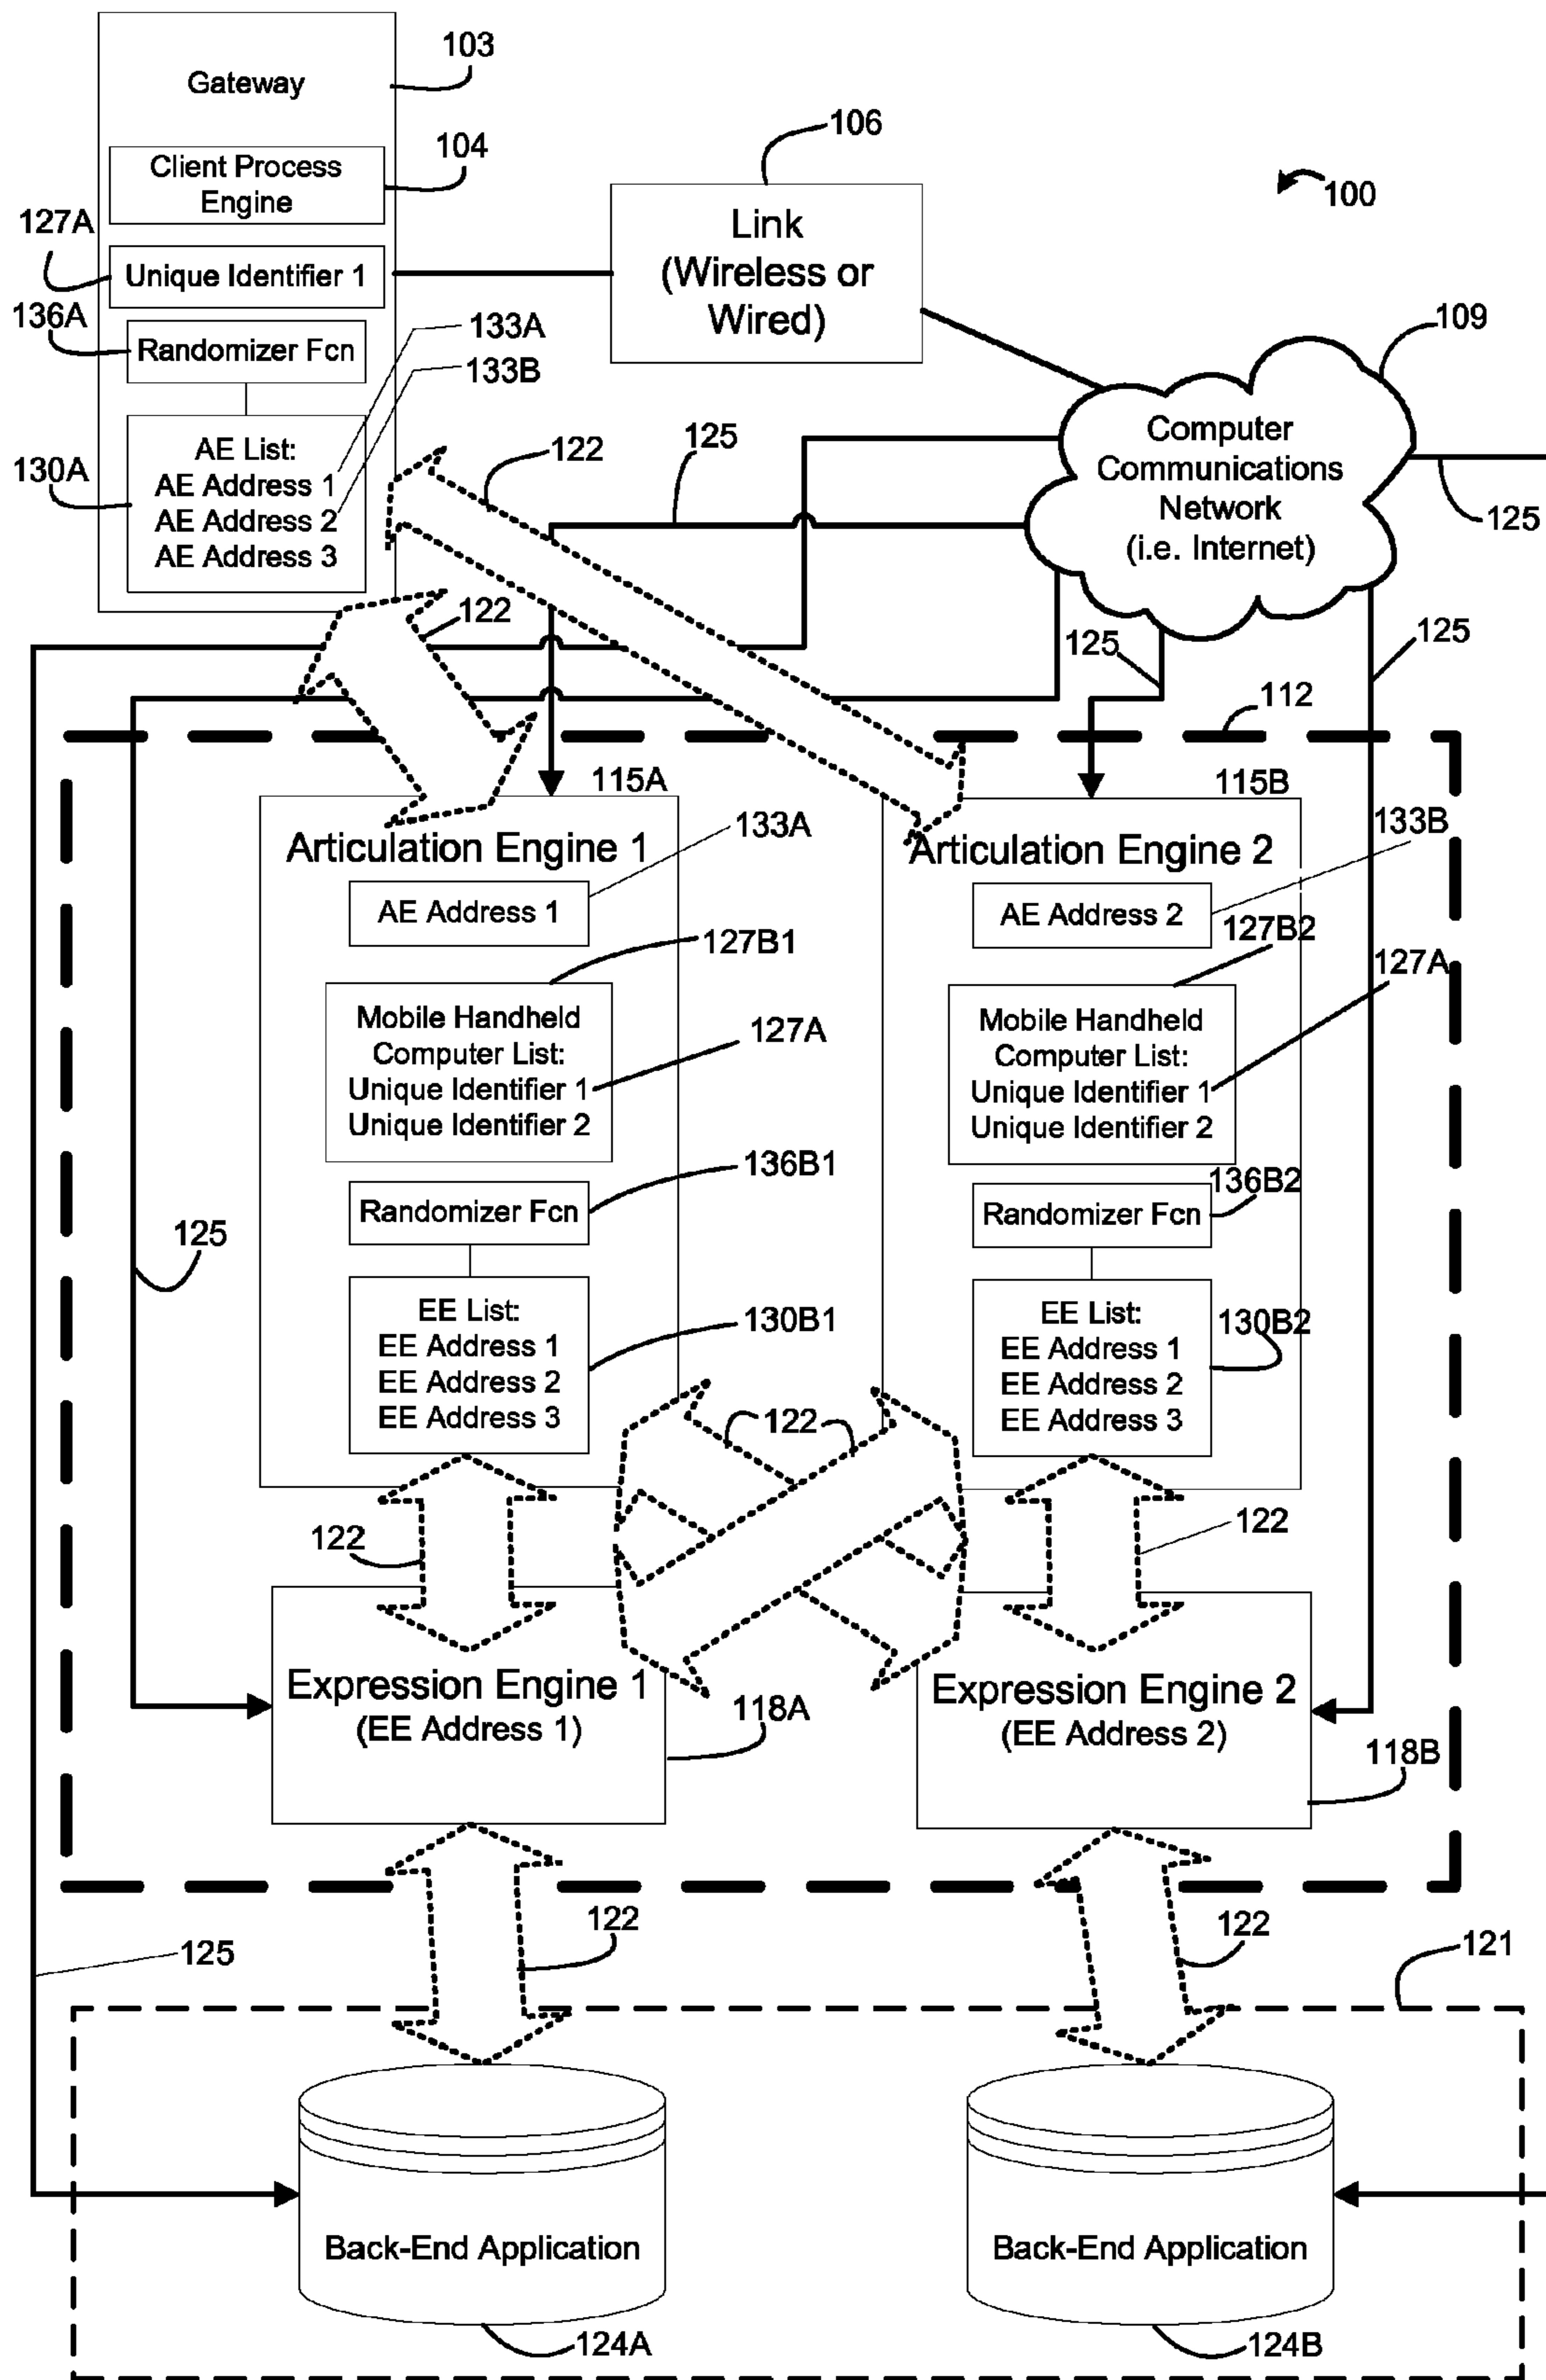 103
Gateway
106
104
Client Process
Engine
100
127A
Link
(Wireless or
Wired)
Unique Identifier 1
136A
133A
109
Randomizer Fcn
133B
Computer
Communications
Network
(i.e. Internet)
AE List:
AE Address 1
AE Address 2
AE Address 3
130A
122
125
125
122
125
125
112
115A
115B
133A
133B
Articulation Engine 1
Articulation Engine 2
AE Address 1
AE Address 2
127B1
127B2
127A
Mobile Handheld
Computer List:
Unique Identifier 1
Unique Identifier 2
127A
Mobile Handheld
Computer List:
Unique Identifier 1
Unique Identifier 2
136B1
136B2
Randomizer Fcn
Randomizer Fcn
125
EE List:
EE Address 1
EE Address 2
EE Address 3
130B1
EE List:
EE Address 1
EE Address 2
EE Address 3
130B2
122
122
122
Expression Engine 1
(EE Address 1)
118A
Expression Engine 2
(EE Address 2)
118B
122
122
125
121
Back-End Application
Back-End Application
124A
124B